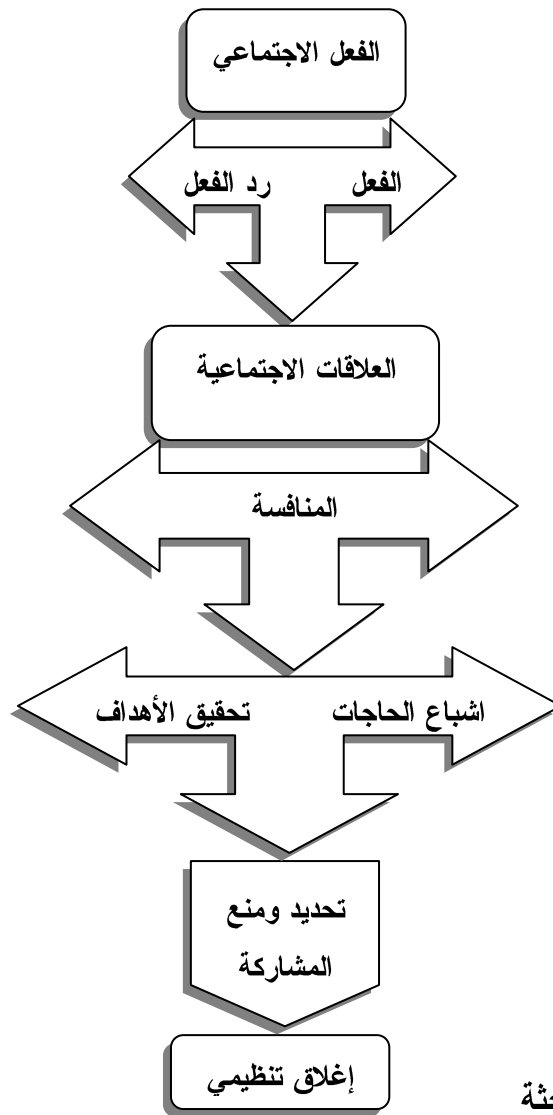 الفعل الاجتماعي
الفعل
رد الفعل
العلاقات الاجتماعية
المنافسة
اشباع الحاجات
تحقيق الأهداف
تحديد ومنع
المشاركة
إغلاق تنظيمي